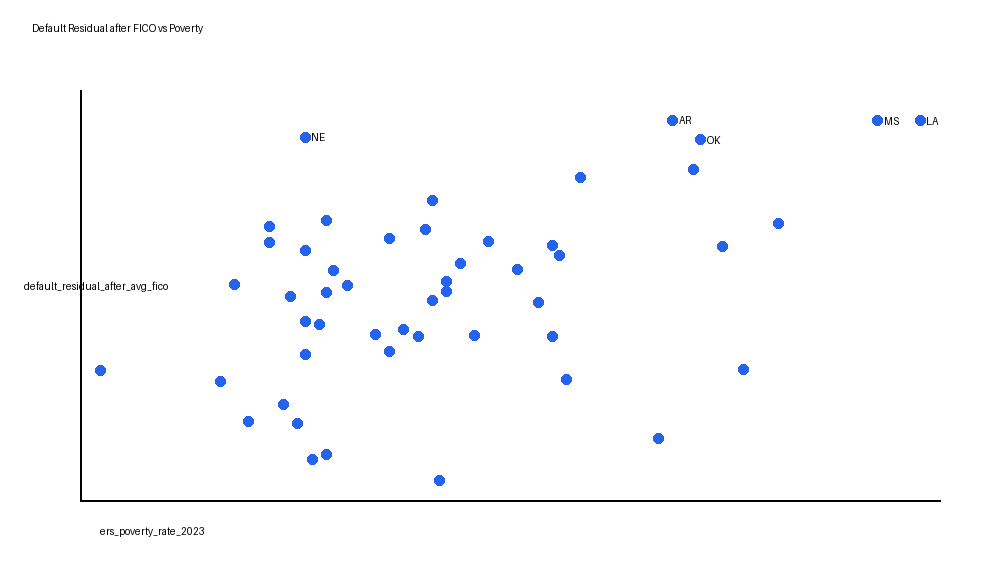 Default Residual after FICO vs Poverty
AR
MS
LA
NE
OK
default_residual_after_avg_fico
ers_poverty_rate_2023